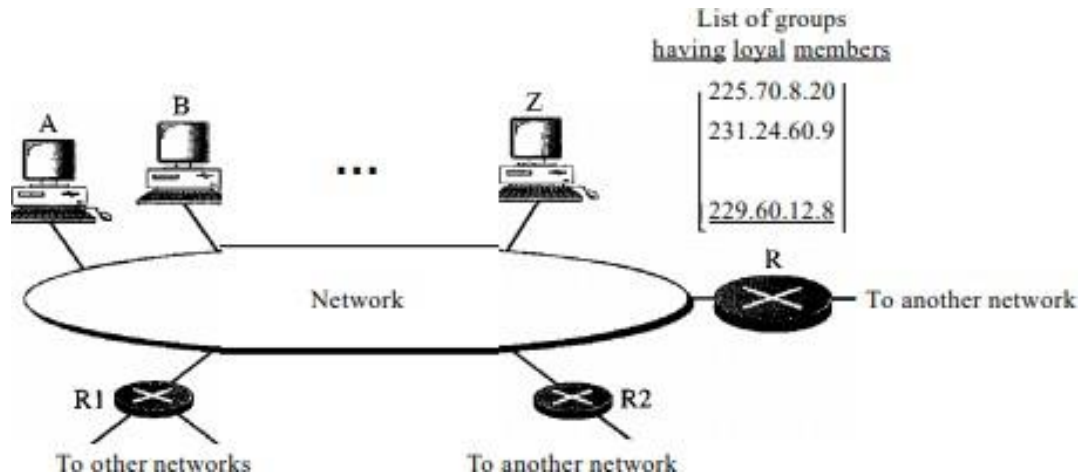 List of groups
having loyal members
225.70.8.20
231.24.60.9
229.60.12.8
A
B
...
Z
R
Network
To another network
R1
R2
To other networks
To another network